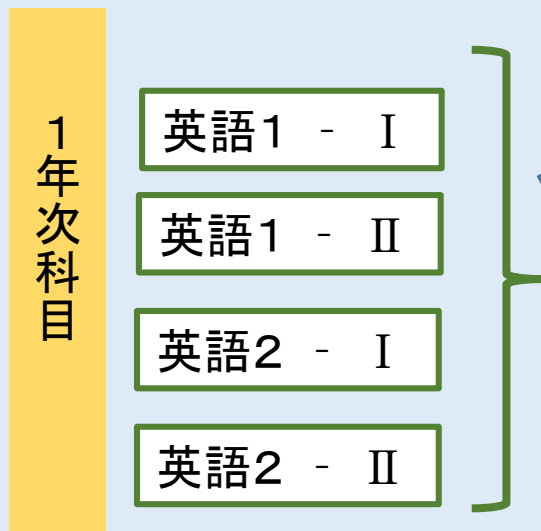 1年次科目
英語1 - Ⅰ
英語1 - Ⅱ
英語2 - Ⅰ
英語2 - Ⅱ